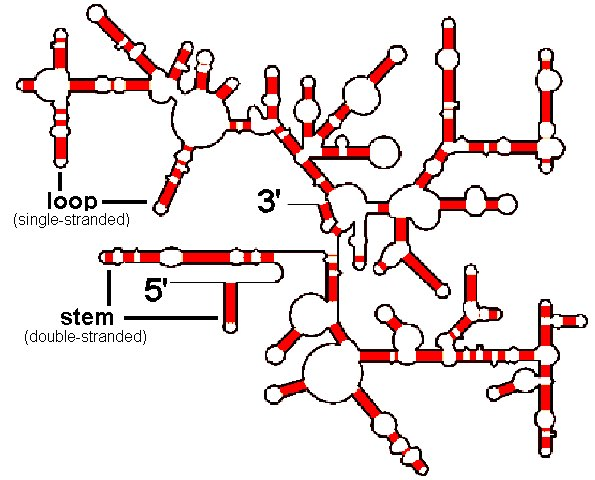 loop
(single-stranded)
3'
5'
stem
(double-stranded)